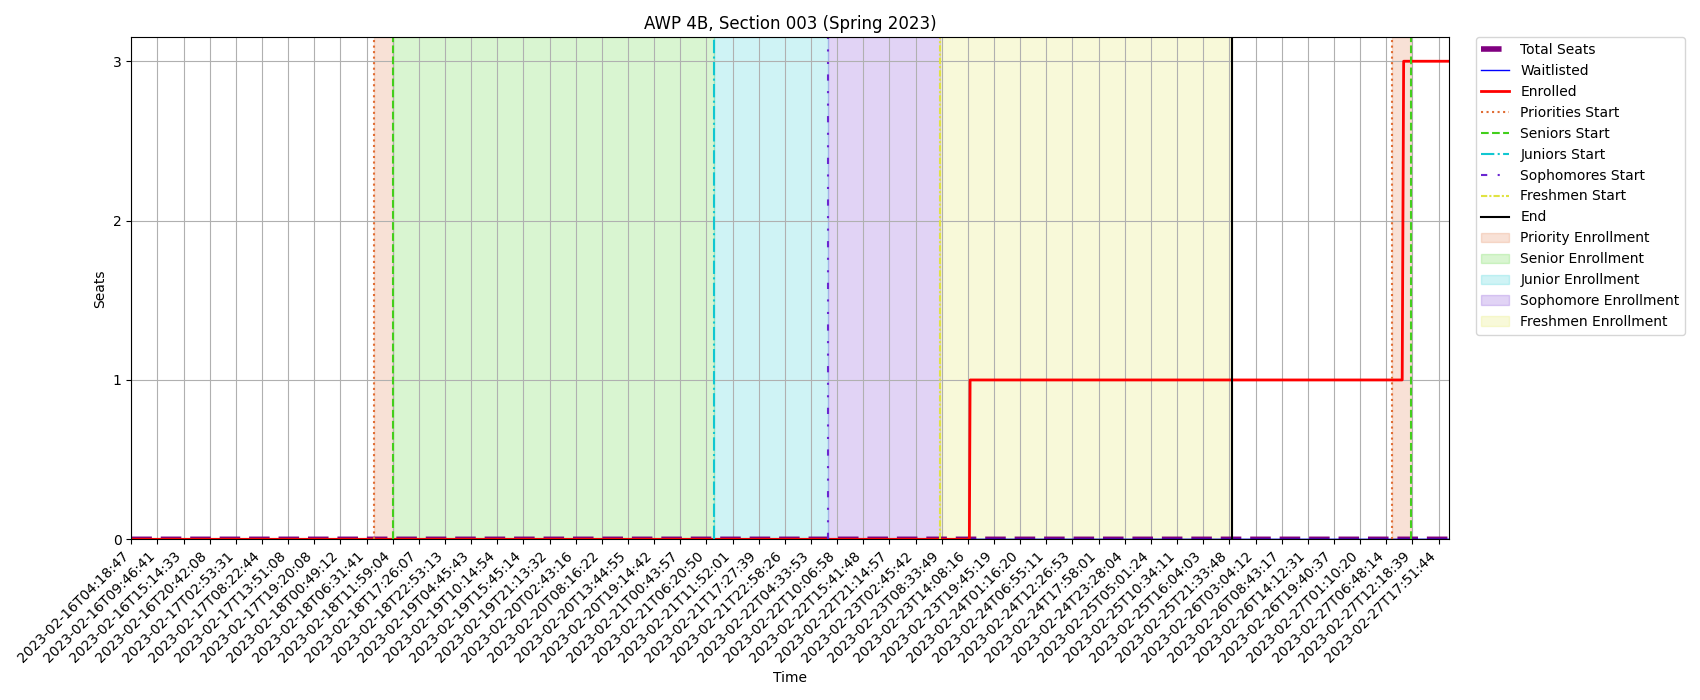 AWP 4B, Section 003 (Spring 2023)
3
2
1
0
Seats
2023-02-16T04:18:47
2023-02-16T09:46:41
2023-02-16T15:14:33
2023-02-16T20:42:08
2023-02-17T02:53:31
2023-02-17T08:22:44
2023-02-17T13:51:08
2023-02-17T19:20:08
2023-02-18T00:49:12
2023-02-18T06:31:41
2023-02-18T11:59:04
2023-02-18T17:26:07
2023-02-18T22:53:13
2023-02-19T04:45:43
2023-02-19T10:14:54
2023-02-19T15:45:14
2023-02-19T21:13:32
2023-02-20T02:43:16
2023-02-20T08:16:22
2023-02-20T13:44:55
2023-02-20T19:14:42
2023-02-21T00:43:57
2023-02-21T06:20:50
2023-02-21T11:52:01
2023-02-21T17:27:39
2023-02-21T22:58:26
2023-02-22T04:33:53
2023-02-22T10:06:58
2023-02-22T15:41:48
2023-02-22T21:14:57
2023-02-23T02:45:42
2023-02-23T08:33:49
2023-02-23T14:08:16
2023-02-23T19:45:19
2023-02-24T01:16:20
2023-02-24T06:55:11
2023-02-24T12:26:53
2023-02-24T17:58:01
2023-02-24T23:28:04
2023-02-25T05:01:24
2023-02-25T10:34:11
2023-02-25T16:04:03
2023-02-25T21:33:48
2023-02-26T03:04:12
2023-02-26T08:43:17
2023-02-26T14:12:31
2023-02-26T19:40:37
2023-02-27T01:10:20
2023-02-27T06:48:14
2023-02-27T12:18:39
2023-02-27T17:51:44
Time
Total Seats
Waitlisted
Enrolled
Priorities Start
Seniors Start
Juniors Start
Sophomores Start
Freshmen Start
End
Priority Enrollment
Senior Enrollment
Junior Enrollment
Sophomore Enrollment
Freshmen Enrollment